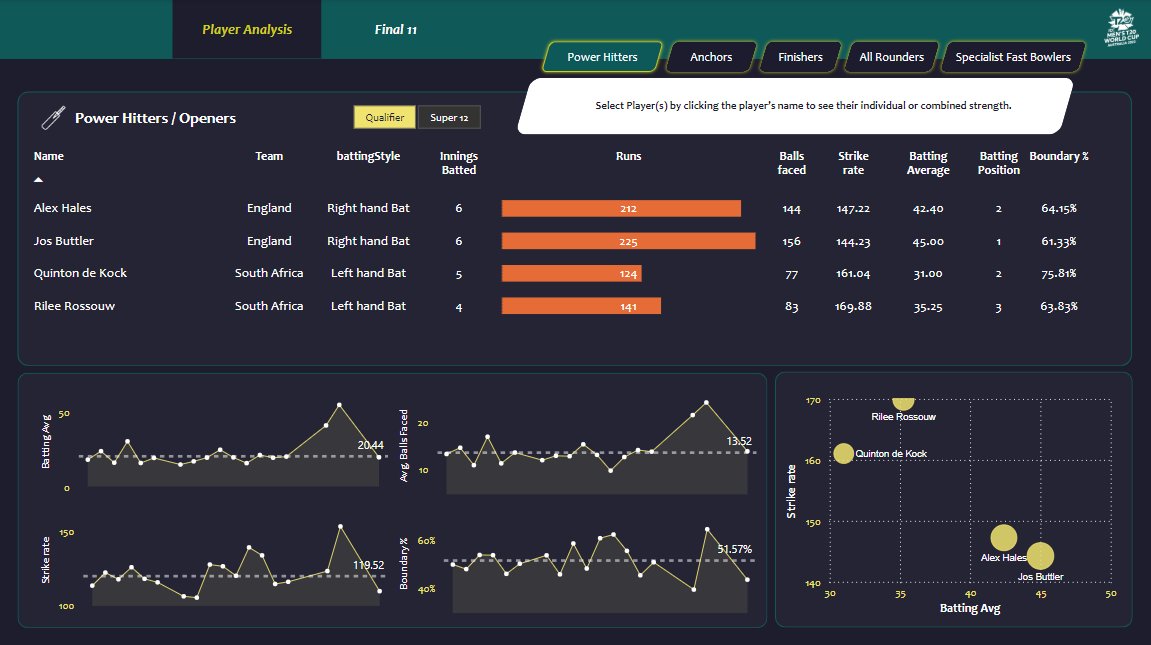 Player Analysis
Final 11
T20
MEN'S T20
WORLD CUP
AUSTRALIA 2022
Power Hitters
Anchors
Finishers
All Rounders
Specialist Fast Bowlers
Select Player(s) by clicking the player's name to see their individual or combined strength.
Power Hitters / Openers
Qualifier
Super 12
Name Team battingStyle Innings Batted Runs Balls faced Strike rate Batting Average Batting Position Boundary %
Alex Hales England Right hand Bat 6 212 144 147.22 42.40 2 64.15%
Jos Buttler England Right hand Bat 6 225 156 144.23 45.00 1 61.33%
Quinton de Kock South Africa Left hand Bat 5 124 77 161.04 31.00 2 75.81%
Rilee Rossouw South Africa Left hand Bat 4 141 83 169.88 35.25 3 63.83%
Batting Avg
50
0
20.44
Avg. Balls Faced
20
10
13.52
Strike rate
150
100
119.52
Boundary %
60%
40%
51.57%
Strike rate
170
160
150
140
Rilee Rossouw
Quinton de Kock
Alex Hales
Jos Buttler
30 35 40 45 50
Batting Avg